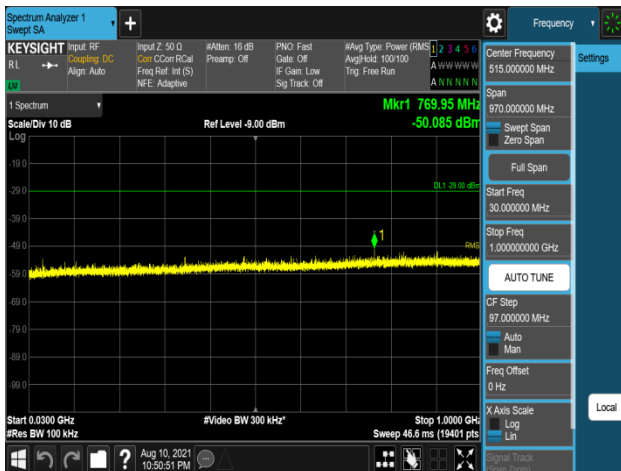 Spectrum Analyzer 1
Swept SA
Frequency
KEYSIGHT
RL
Input: RF
Coupling: DC
Align: Auto
Input Z: 50 Ω
Corr CCorr RCal
Freq Ref: Int (S)
NFE: Adaptive
#Atten: 16 dB
Preamp: Off
PNO: Fast
Gate: Off
IF Gain: Low
Sig Track: Off
#Avg Type: Power (RMS
Avg|Hold: 100/100
Trig: Free Run
1 2 3 4 5 6
A W W W W W
A N N N N N
1 Spectrum
Scale/Div 10 dB
Ref Level -9.00 dBm
Mkr1 769.95 MHz
-50.085 dBm
Log
-19.0
-29.0
-39.0
-49.0
-59.0
-69.0
-79.0
-89.0
-99.0
DL1 -29.00 dBm
1
RMS
Start 0.0300 GHz
#Res BW 100 kHz
#Video BW 300 kHz*
Stop 1.0000 GHz
Sweep 46.6 ms (19401 pts)
?
Aug 10, 2021
10:50:51 PM
Center Frequency
515.000000 MHz
Span
970.000000 MHz
Swept Span
Zero Span
Full Span
Start Freq
30.000000 MHz
Stop Freq
1.000000000 GHz
AUTO TUNE
CF Step
97.000000 MHz
Auto
Man
Freq Offset
0 Hz
X Axis Scale
Log
Lin
Signal Track
(Span Zoom)
Settings
Local